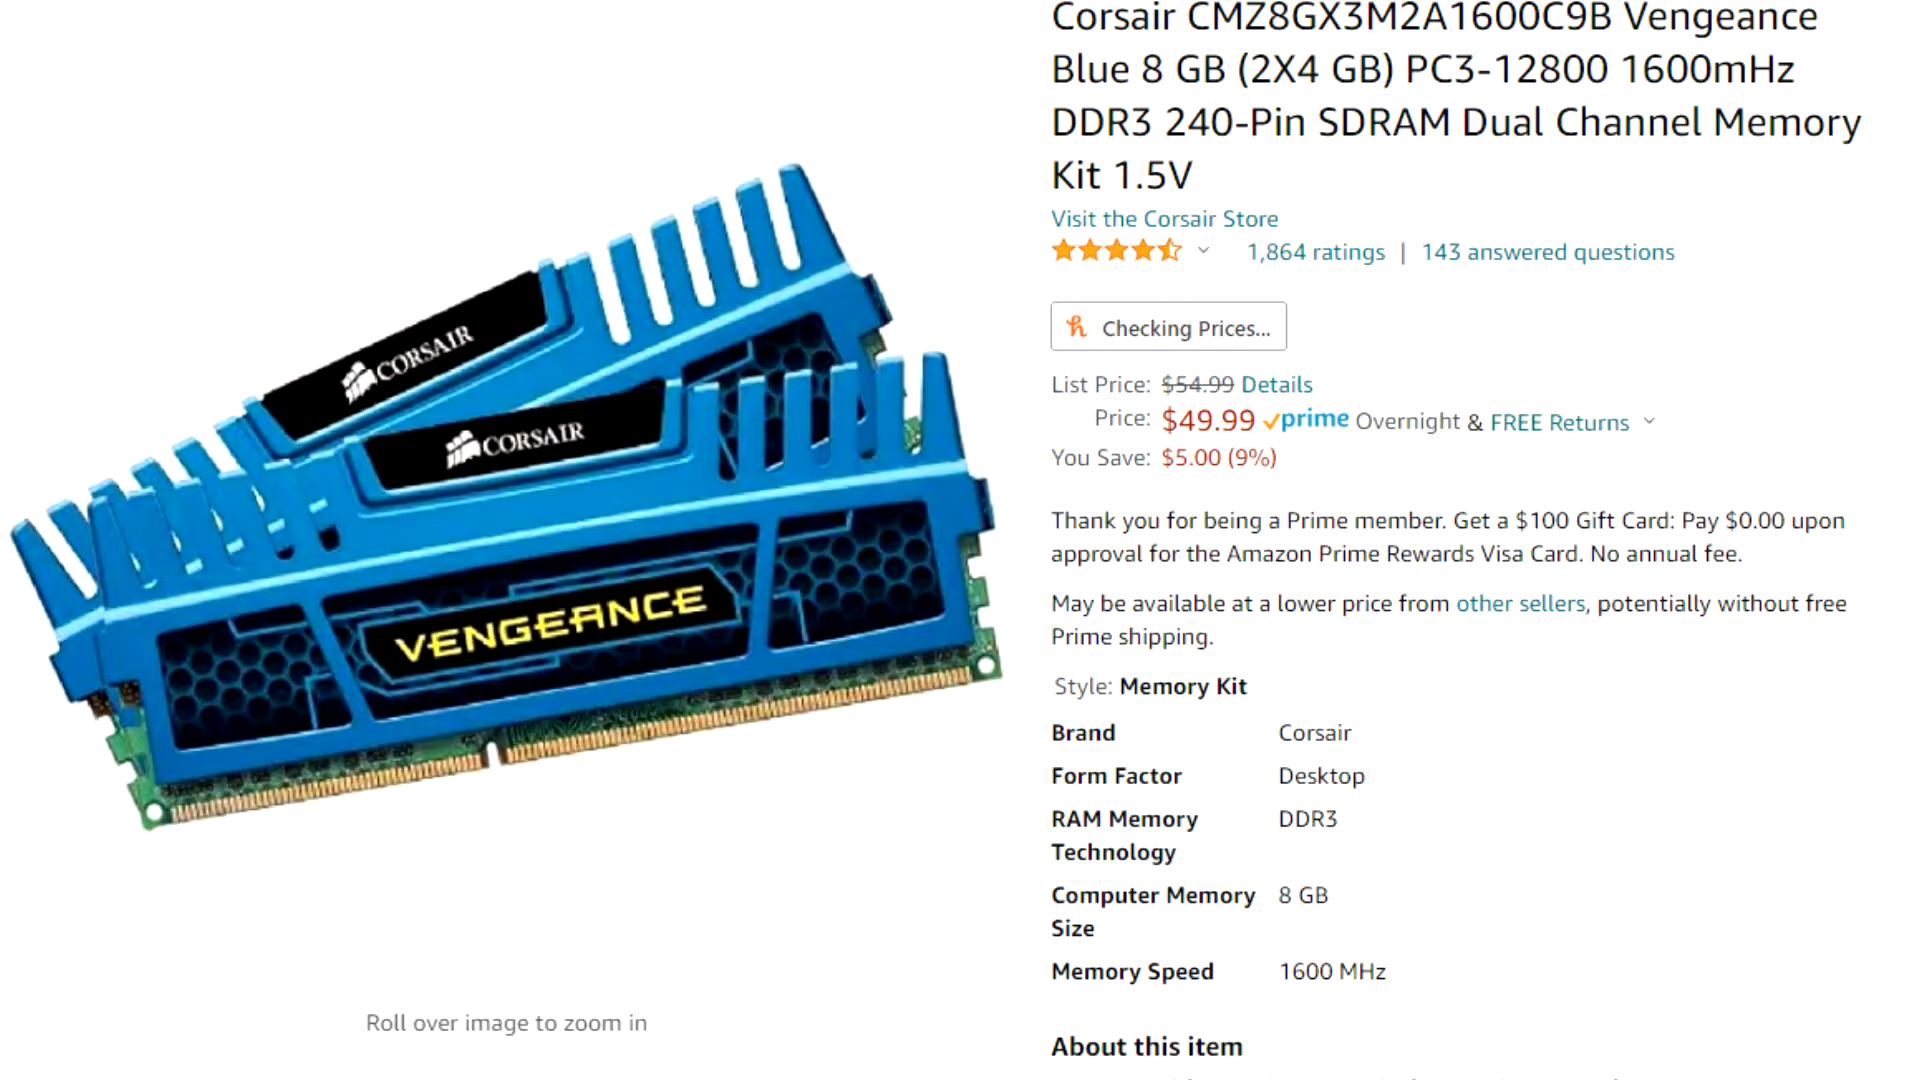 Corsair CMZ8GX3M2A1600C9B Vengeance
Blue 8 GB (2X4 GB) PC3-12800 1600mHz
DDR3 240-Pin SDRAM Dual Channel Memory
Kit 1.5V
Visit the Corsair Store
1,864 ratings | 143 answered questions
Checking Prices...
List Price: $54.99 Details
Price: $49.99 prime Overnight & FREE Returns
You Save: $5.00 (9%)
Thank you for being a Prime member. Get a $100 Gift Card: Pay $0.00 upon
approval for the Amazon Prime Rewards Visa Card. No annual fee.
May be available at a lower price from other sellers, potentially without free
Prime shipping.
Style: Memory Kit
Brand Corsair
Form Factor Desktop
RAM Memory DDR3
Technology
Computer Memory 8 GB
Size
Memory Speed 1600 MHz
About this item
CORSAIR
CORSAIR
VENGEANCE
Roll over image to zoom in